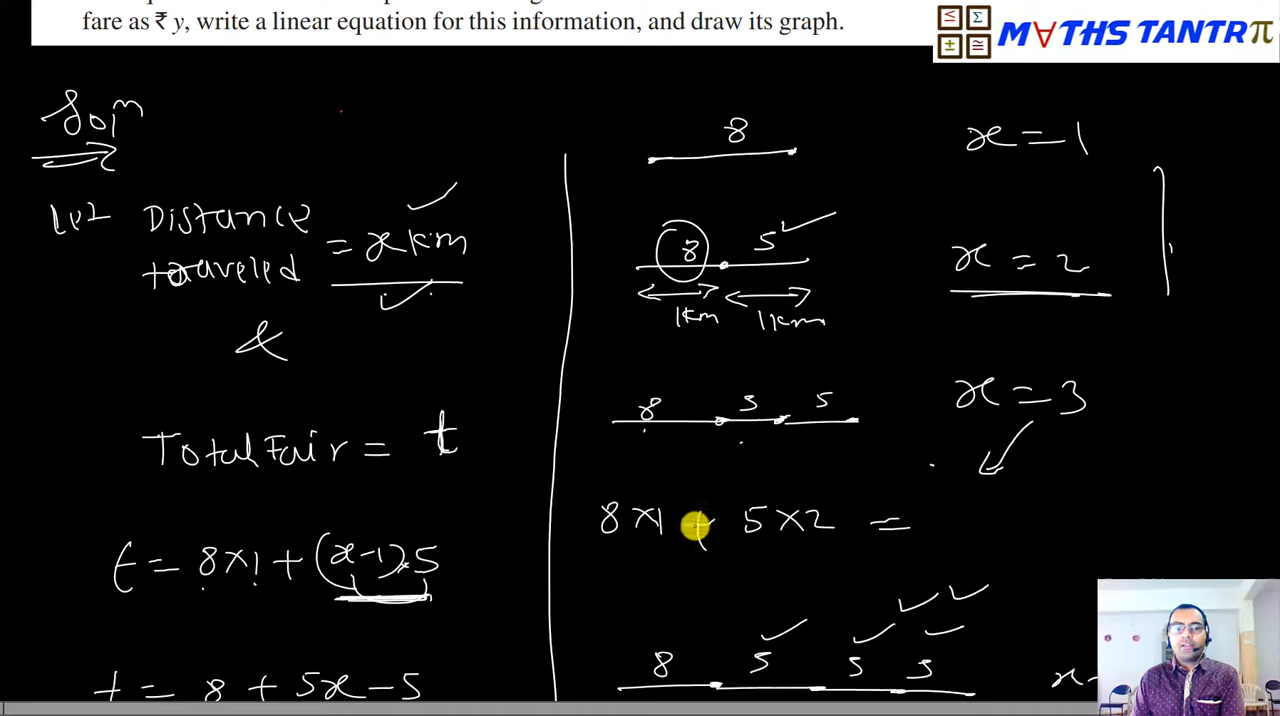 fare as ₹ y, write a linear equation for this information, and draw its graph.
≤ Σ ± ≅ M∀THS TANTRπ
Soln
Let Distance traveled = x km
&
Total Fair = t
t = 8×1 + (x-1).5
t = 8 + 5x - 5
8
x = 1
8 5
x = 2
1km 1km
8 5 5
x = 3
8×1 + 5×2 =
8 5 5 5